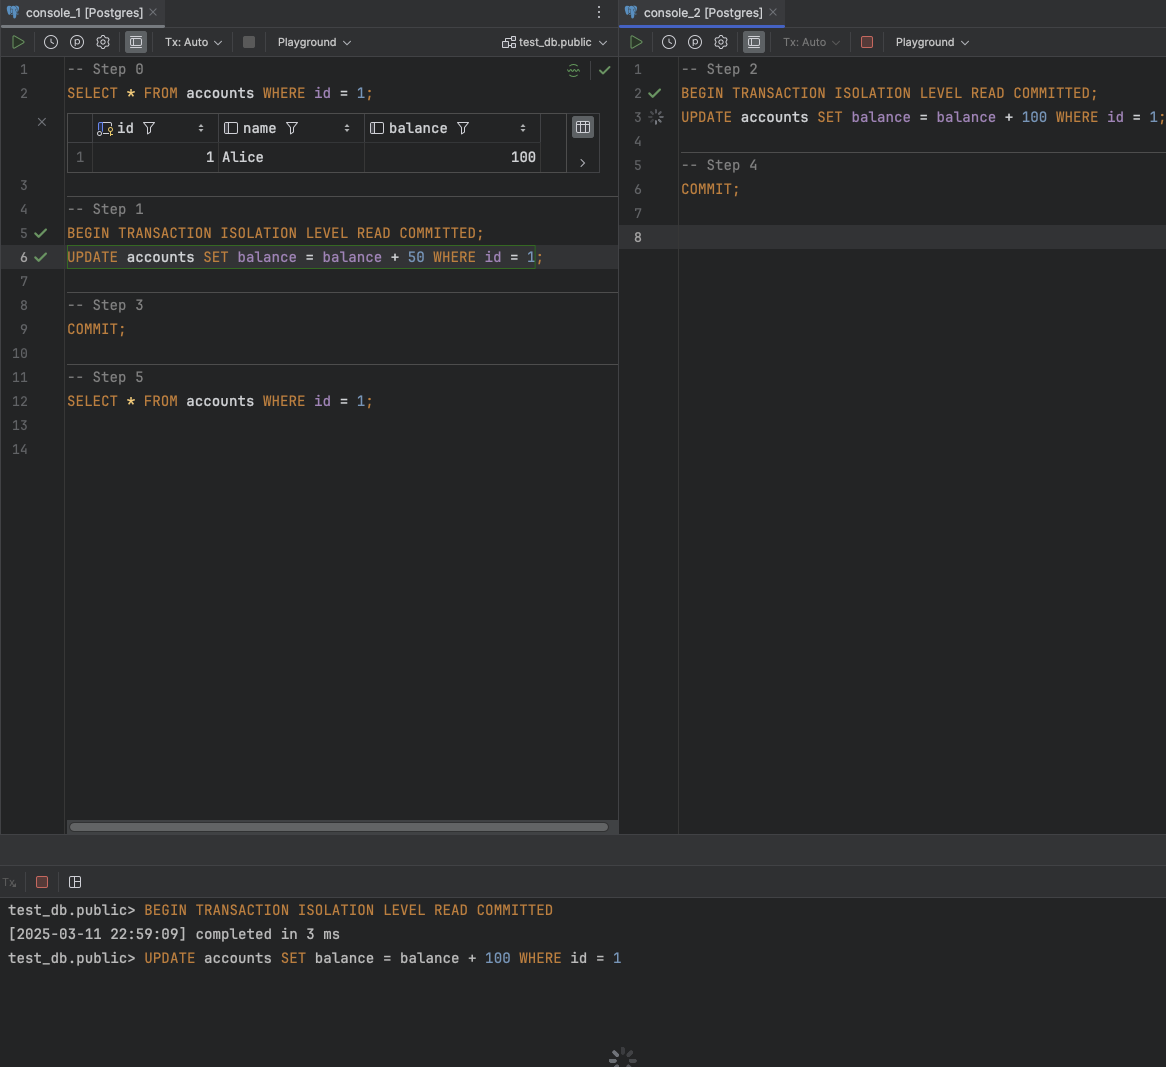 console_1 [Postgres]
Tx: Auto
Playground
test_db.public
1 -- Step 0
2 SELECT * FROM accounts WHERE id = 1;
id name balance
1 1 Alice 100
3
4 -- Step 1
5 BEGIN TRANSACTION ISOLATION LEVEL READ COMMITTED;
6 UPDATE accounts SET balance = balance + 50 WHERE id = 1;
7
8 -- Step 3
9 COMMIT;
10
11 -- Step 5
12 SELECT * FROM accounts WHERE id = 1;
13
14
console_2 [Postgres]
Tx: Auto
Playground
1 -- Step 2
2 BEGIN TRANSACTION ISOLATION LEVEL READ COMMITTED;
3 UPDATE accounts SET balance = balance + 100 WHERE id = 1;
4
5 -- Step 4
6 COMMIT;
7
8
Tx
test_db.public> BEGIN TRANSACTION ISOLATION LEVEL READ COMMITTED
[2025-03-11 22:59:09] completed in 3 ms
test_db.public> UPDATE accounts SET balance = balance + 100 WHERE id = 1